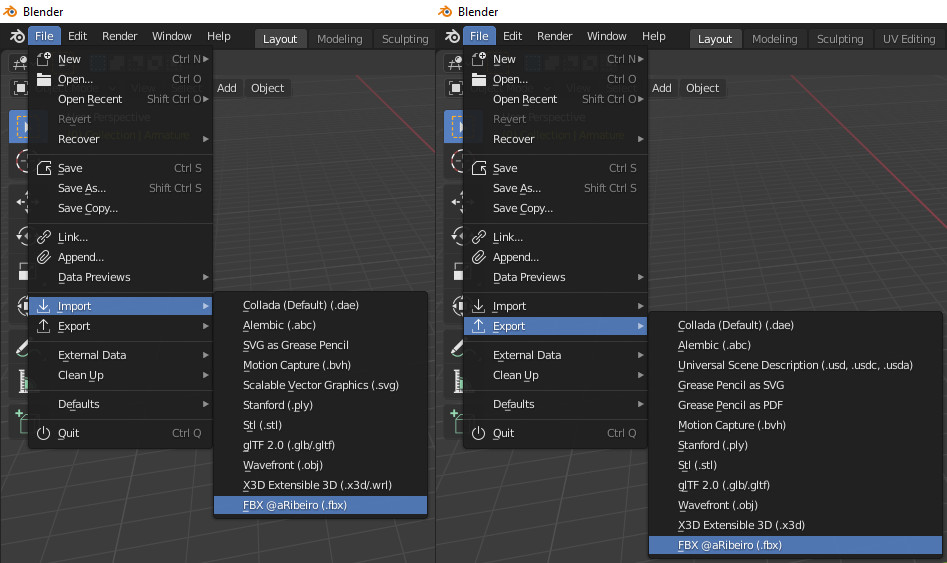 Blender
File Edit Render Window Help Layout Modeling Sculpting
New Ctrl N
Open... Ctrl O
Open Recent Shift Ctrl O
Revert
Recover
Save Ctrl S
Save As... Shift Ctrl S
Save Copy...
Link...
Append...
Data Previews
Import
Export
External Data
Clean Up
Defaults
Quit Ctrl Q
Add Object
Perspective
Collection | Armature
Collada (Default) (.dae)
Alembic (.abc)
SVG as Grease Pencil
Motion Capture (.bvh)
Scalable Vector Graphics (.svg)
Stanford (.ply)
Stl (.stl)
glTF 2.0 (.glb/.gltf)
Wavefront (.obj)
X3D Extensible 3D (.x3d/.wrl)
FBX @aRibeiro (.fbx)
Blender
File Edit Render Window Help Layout Modeling Sculpting UV Editing
New Ctrl N
Open... Ctrl O
Open Recent Shift Ctrl O
Revert
Recover
Save Ctrl S
Save As... Shift Ctrl S
Save Copy...
Link...
Append...
Data Previews
Import
Export
External Data
Clean Up
Defaults
Quit Ctrl Q
Add Object
Perspective
Collection | Armature
Collada (Default) (.dae)
Alembic (.abc)
Universal Scene Description (.usd, .usdc, .usda)
Grease Pencil as SVG
Grease Pencil as PDF
Motion Capture (.bvh)
Stanford (.ply)
Stl (.stl)
glTF 2.0 (.glb/.gltf)
Wavefront (.obj)
X3D Extensible 3D (.x3d)
FBX @aRibeiro (.fbx)